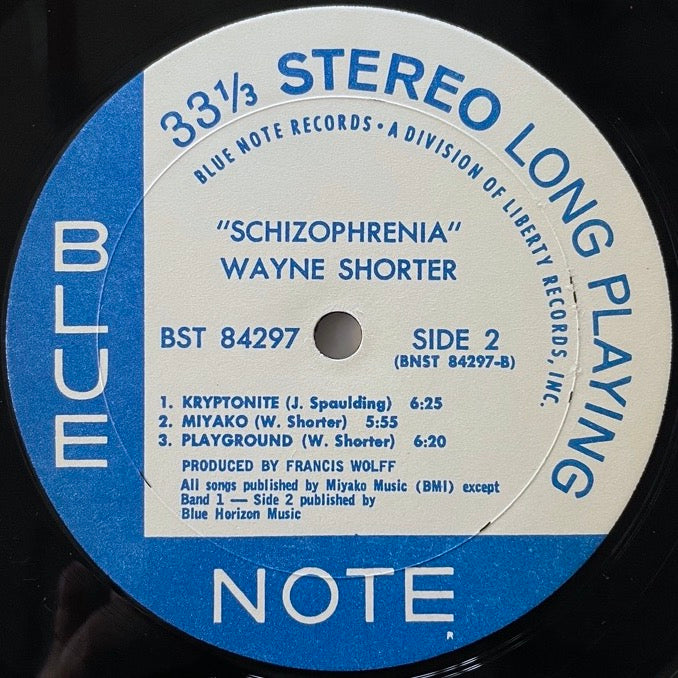 33⅓ STEREO LONG PLAYING
BLUE NOTE RECORDS • A DIVISION OF LIBERTY RECORDS, INC.
"SCHIZOPHRENIA"
WAYNE SHORTER
BST 84297
SIDE 2
(BNST 84297-B)
1. KRYPTONITE (J. Spaulding) 6:25
2. MIYAKO (W. Shorter) 5:55
3. PLAYGROUND (W. Shorter) 6:20
PRODUCED BY FRANCIS WOLFF
All songs published by Miyako Music (BMI) except
Band 1 — Side 2 published by
Blue Horizon Music
BLUE
NOTE
R